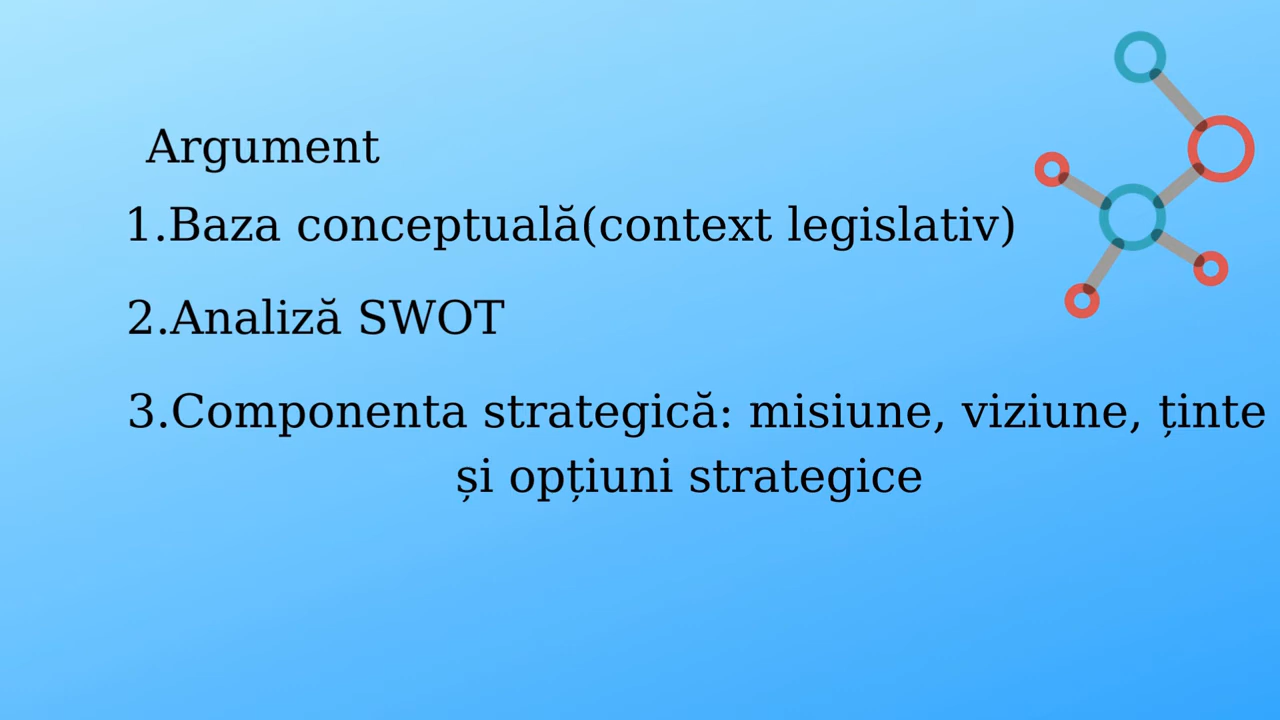 Argument
1.Baza conceptuală(context legislativ)
2.Analiză SWOT
3.Componenta strategică: misiune, viziune, ținte
și opțiuni strategice